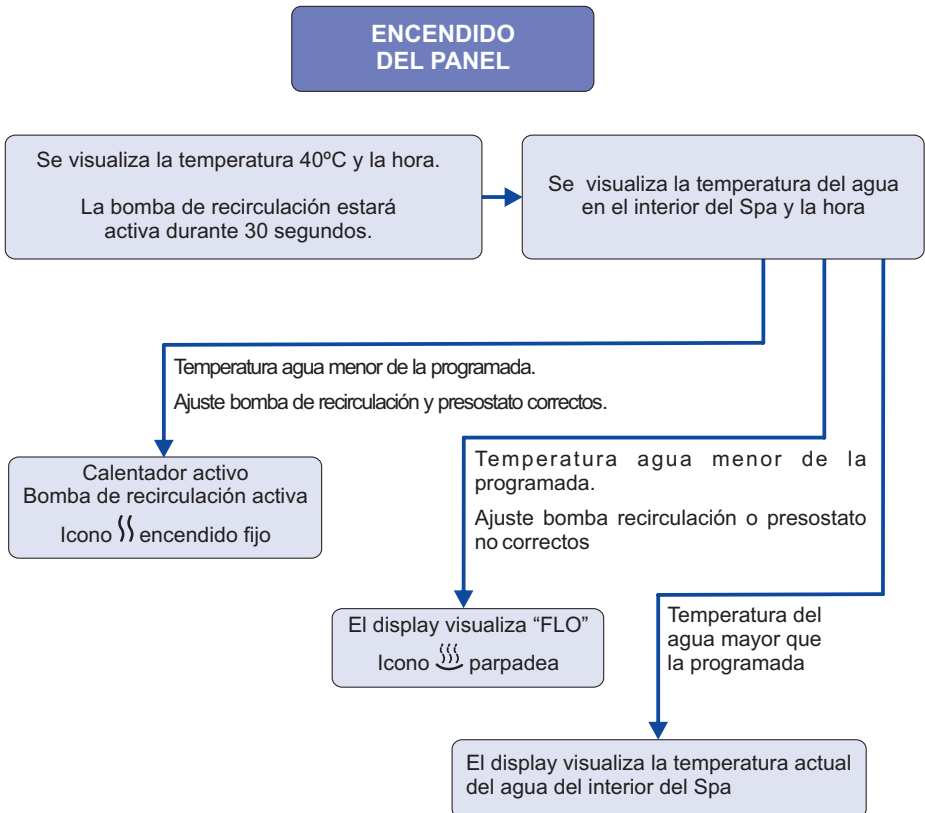 ENCENDIDO
DEL PANEL
Se visualiza la temperatura 40ºC y la hora.
La bomba de recirculación estará
activa durante 30 segundos.
Se visualiza la temperatura del agua
en el interior del Spa y la hora
Temperatura agua menor de la programada.
Ajuste bomba de recirculación y presostato correctos.
Calentador activo
Bomba de recirculación activa
Icono encendido fijo
Temperatura agua menor de la
programada.
Ajuste bomba recirculación o presostato
no correctos
El display visualiza “FLO”
Icono parpadea
Temperatura del
agua mayor que
la programada
El display visualiza la temperatura actual
del agua del interior del Spa